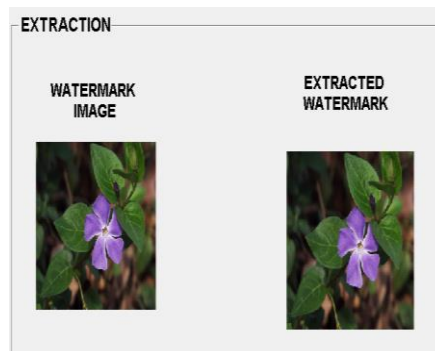 EXTRACTION
WATERMARK
IMAGE
EXTRACTED
WATERMARK